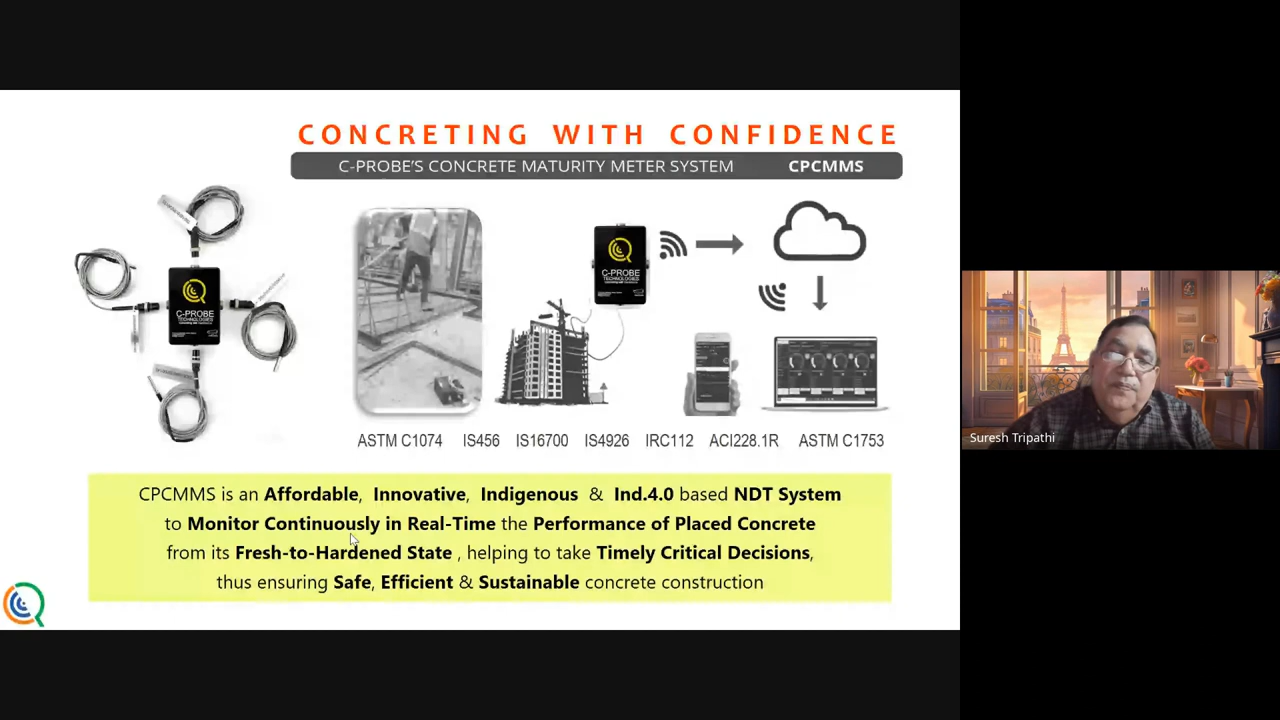 CONCRETING WITH CONFIDENCE
C-PROBE'S CONCRETE MATURITY METER SYSTEM CPCMMS
C-PROBE
TECHNOLOGIES
C-PROBE
TECHNOLOGIES
ASTM C1074 IS456 IS16700 IS4926 IRC112 ACI228.1R ASTM C1753
CPCMMS is an Affordable, Innovative, Indigenous & Ind.4.0 based NDT System
to Monitor Continuously in Real-Time the Performance of Placed Concrete
from its Fresh-to-Hardened State , helping to take Timely Critical Decisions,
thus ensuring Safe, Efficient & Sustainable concrete construction
Suresh Tripathi